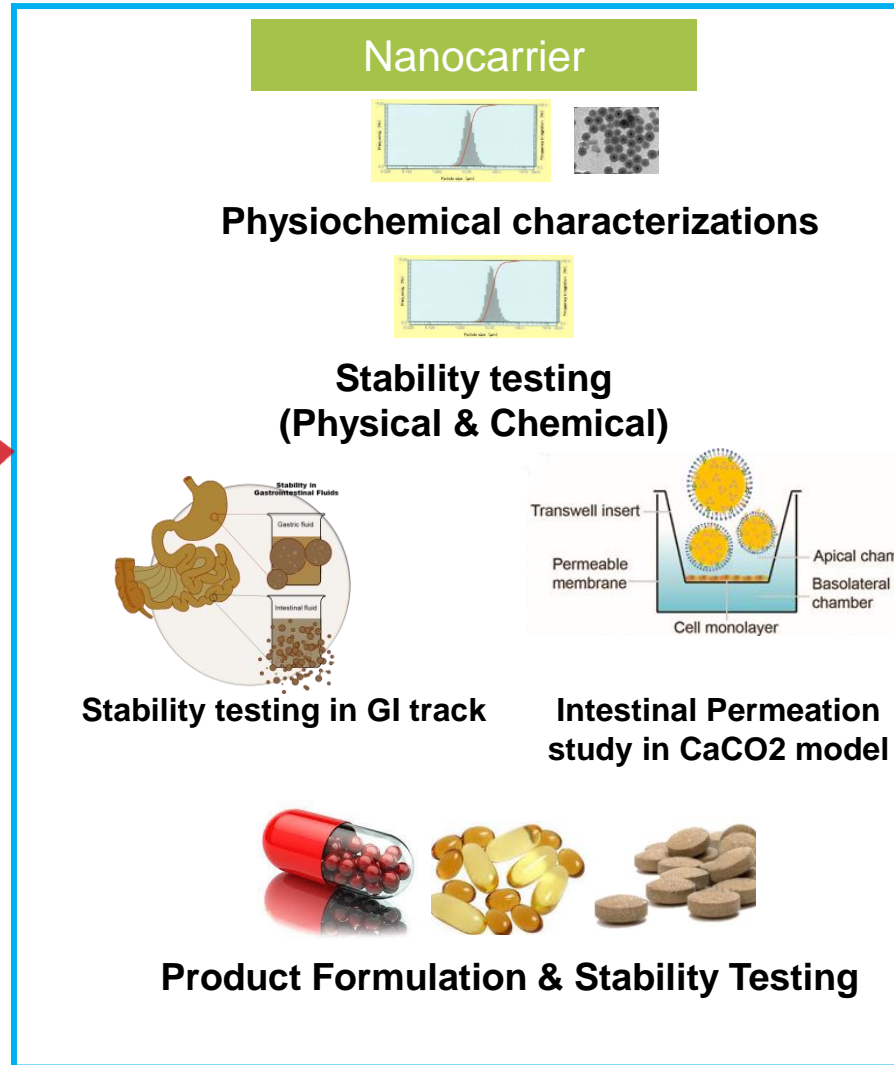 Nanocarrier
Physiochemical characterizations
Stability testing
(Physical & Chemical)
Stability in
Gastrointestinal Fluids
Gastric fluid
Intestinal fluid
Transwell insert
Permeable
membrane
Apical cham
Basolateral
chamber
Cell monolayer
Stability testing in GI track
Intestinal Permeation
study in CaCO2 model
Product Formulation & Stability Testing